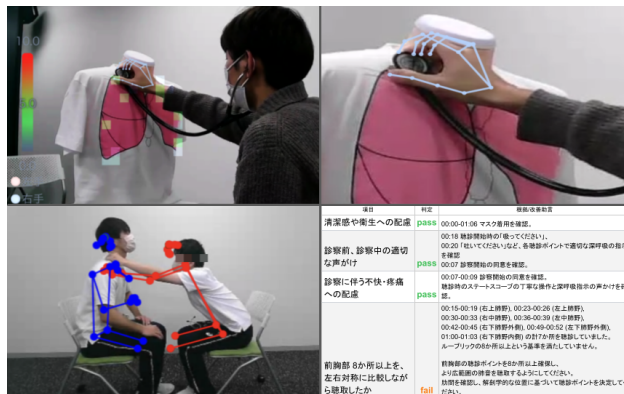 10.0
右手
項目 判定 根拠/改善助言
清潔感や衛生への配慮 pass 00:00-01:06 マスク着用を確認。
診察前、診察中の適切
な声がけ pass
00:18 聴診開始時の「吸ってください」、
00:20 「吐いてください」など、各聴診ポイントで適切な深呼吸の指示
を確認
00:07 診察開始の同意を確認。
診察に伴う不快・疼痛
への配慮 pass
00:07-00:09 診察開始の同意を確認。
聴診時のステートスコープの丁寧な操作と深呼吸指示の声かけを確
認。
前胸部 8か所以上を、
左右対称に比較しなが
ら聴取したか fail
00:15-00:19 (右上肺野), 00:23-00:26 (左上肺野),
00:30-00:33 (右中肺野), 00:36-00:39 (左中肺野),
00:42-00:45 (右下肺野外側), 00:49-00:52 (左下肺野外側),
01:00-01:03 (右下肺野内側) の計7か所を聴診していました。
ルーブリックの8か所以上という基準を満たしていません。
前胸部の聴診ポイントを8か所以上確保し、
より広範囲の肺音を聴取するようにしてください。
肋間を確認し、解剖学的な位置に基づいて聴診ポイントを決定して
ださい。